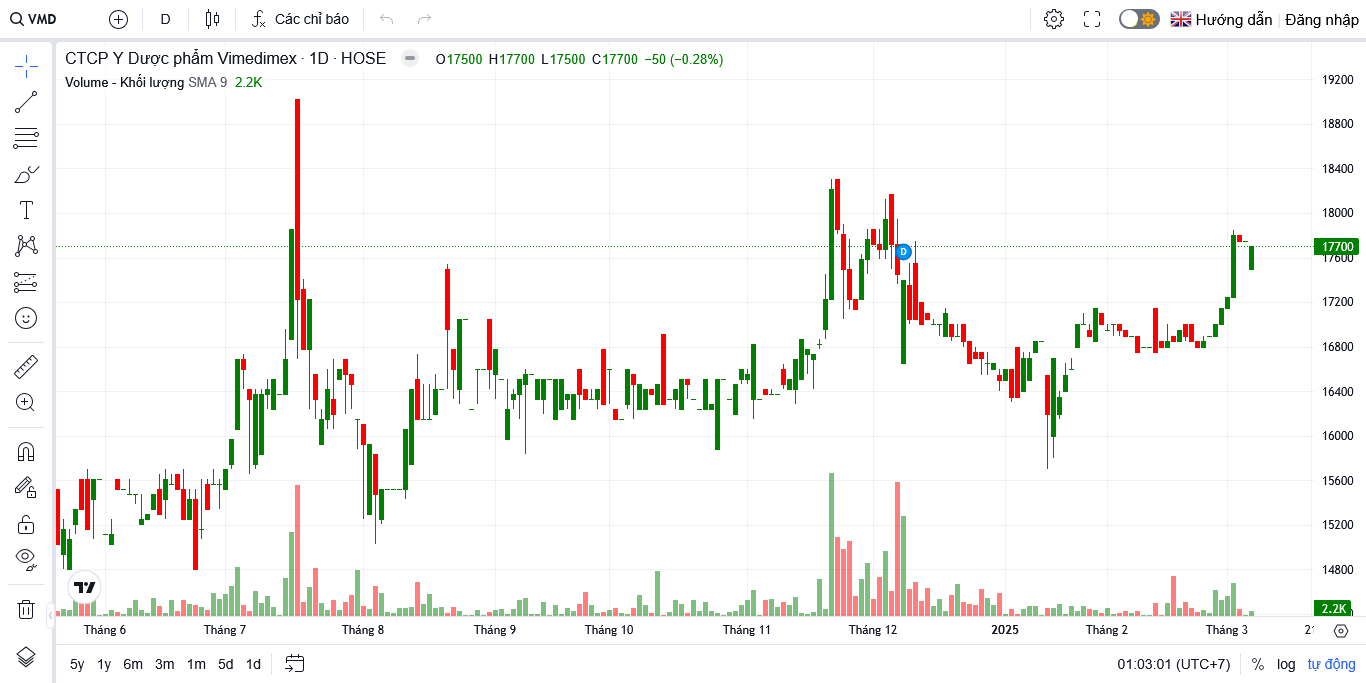 VMD D Các chỉ báo Hướng dẫn Đăng nhập
CTCP Y Dược phẩm Vimedimex · 1D · HOSE O17500 H17700 L17500 C17700 −50 (−0.28%)
Volume - Khối lượng SMA 9 2.2K
19200
18800
18400
18000
17700
17600
17200
16800
16400
16000
15600
15200
14800
D
2.2K
Tháng 6 Tháng 7 Tháng 8 Tháng 9 Tháng 10 Tháng 11 Tháng 12 2025 Tháng 2 Tháng 3
5y 1y 6m 3m 1m 5d 1d 01:03:01 (UTC+7) % log tự động